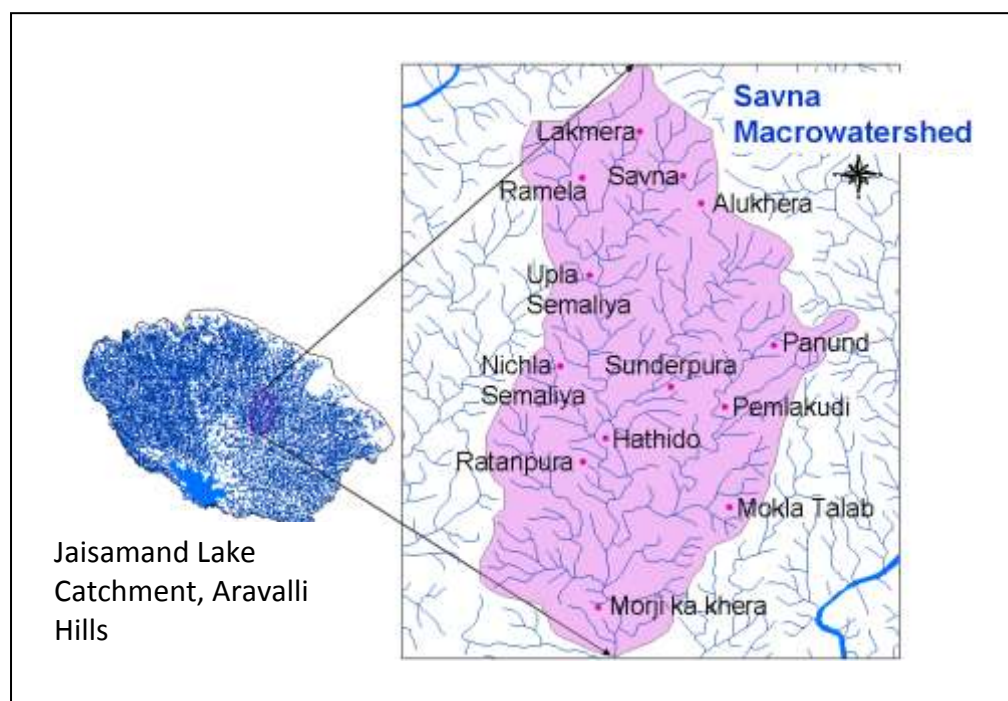 Savna
Macrowatershed
Lakmera
Ramela
Savna
Alukhera
Upla
Semaliya
Panund
Nichla
Semaliya
Sunderpura
Pemlakudi
Hathido
Ratanpura
Mokla Talab
Morji ka khera
Jaisamand Lake
Catchment, Aravalli
Hills